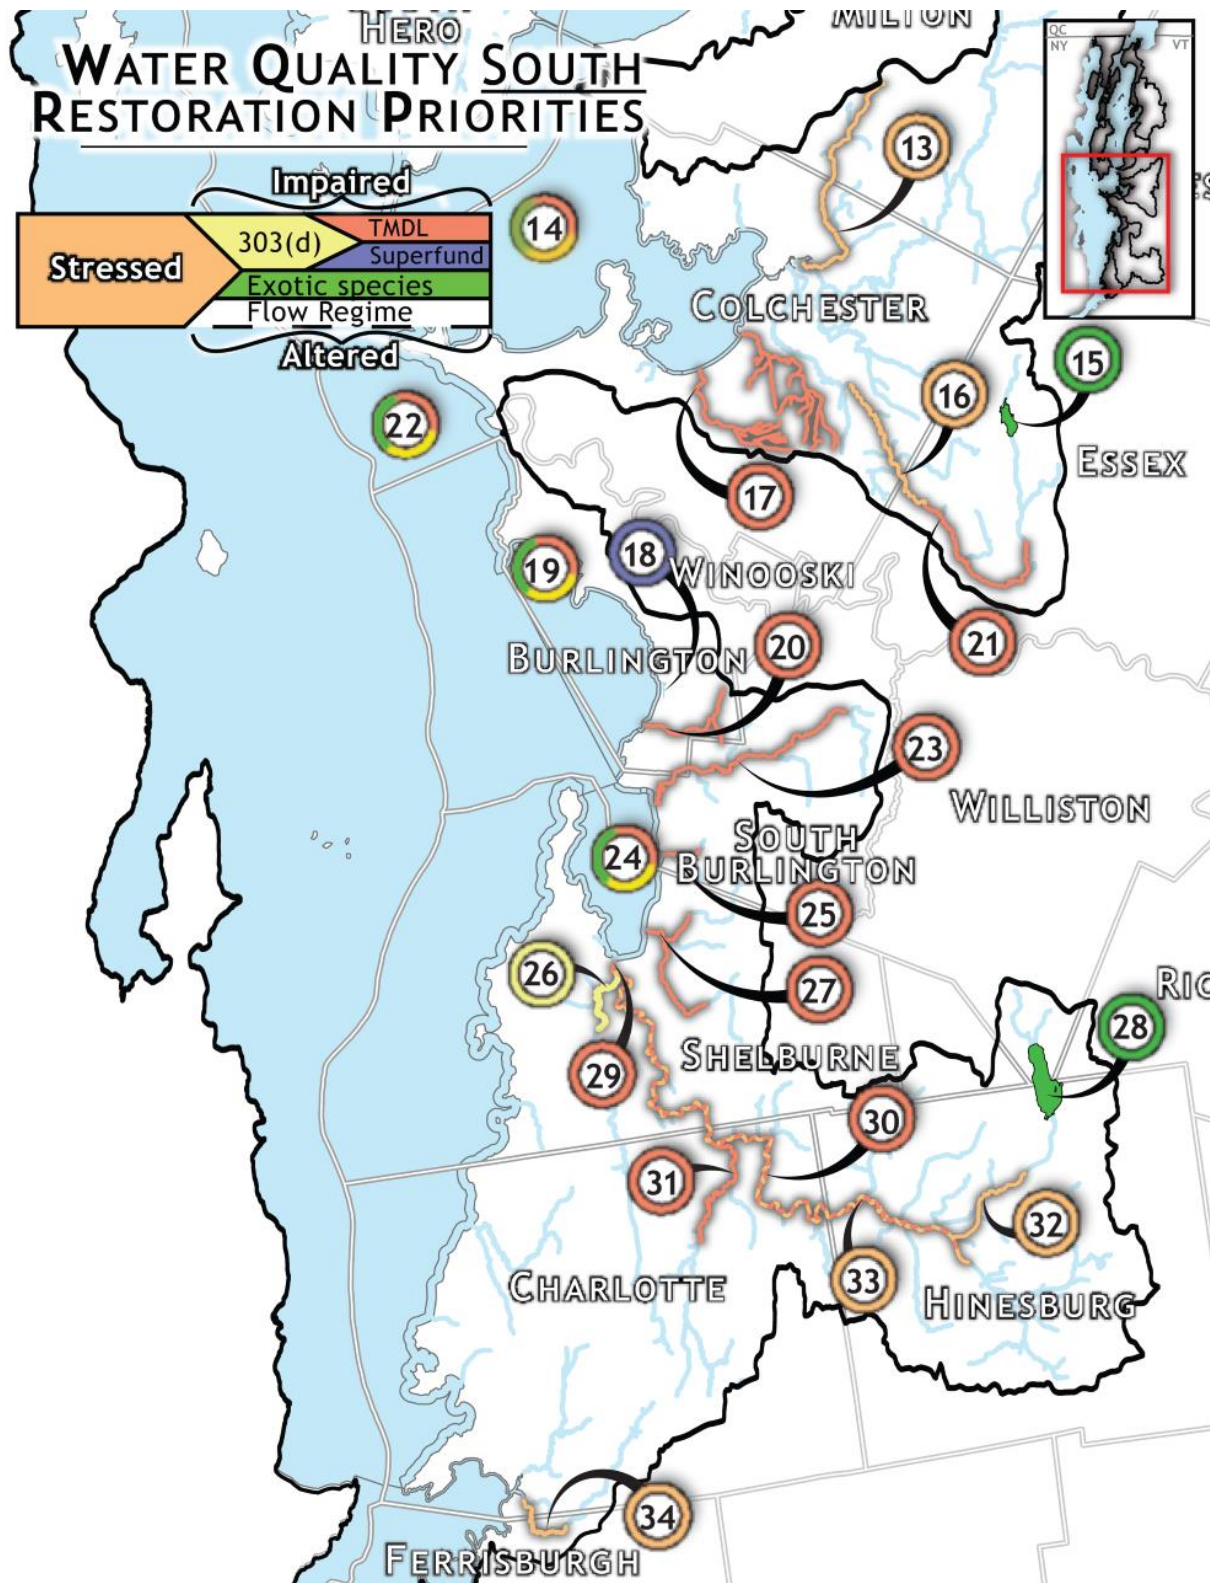 HERO
MILTON
WATER QUALITY SOUTH
RESTORATION PRIORITIES
QC
NY
VT
Impaired
Stressed
303(d)
TMDL
Superfund
Exotic species
Flow Regime
Altered
13
14
COLCHESTER
15
16
22
ESSEX
17
18
19
WINOOSKI
20
21
BURLINGTON
23
WILLISTON
SOUTH
BURLINGTON
24
25
26
27
RIC
28
SHELBURNE
29
30
31
32
33
CHARLOTTE
HINESBURG
34
FERRISBURGH